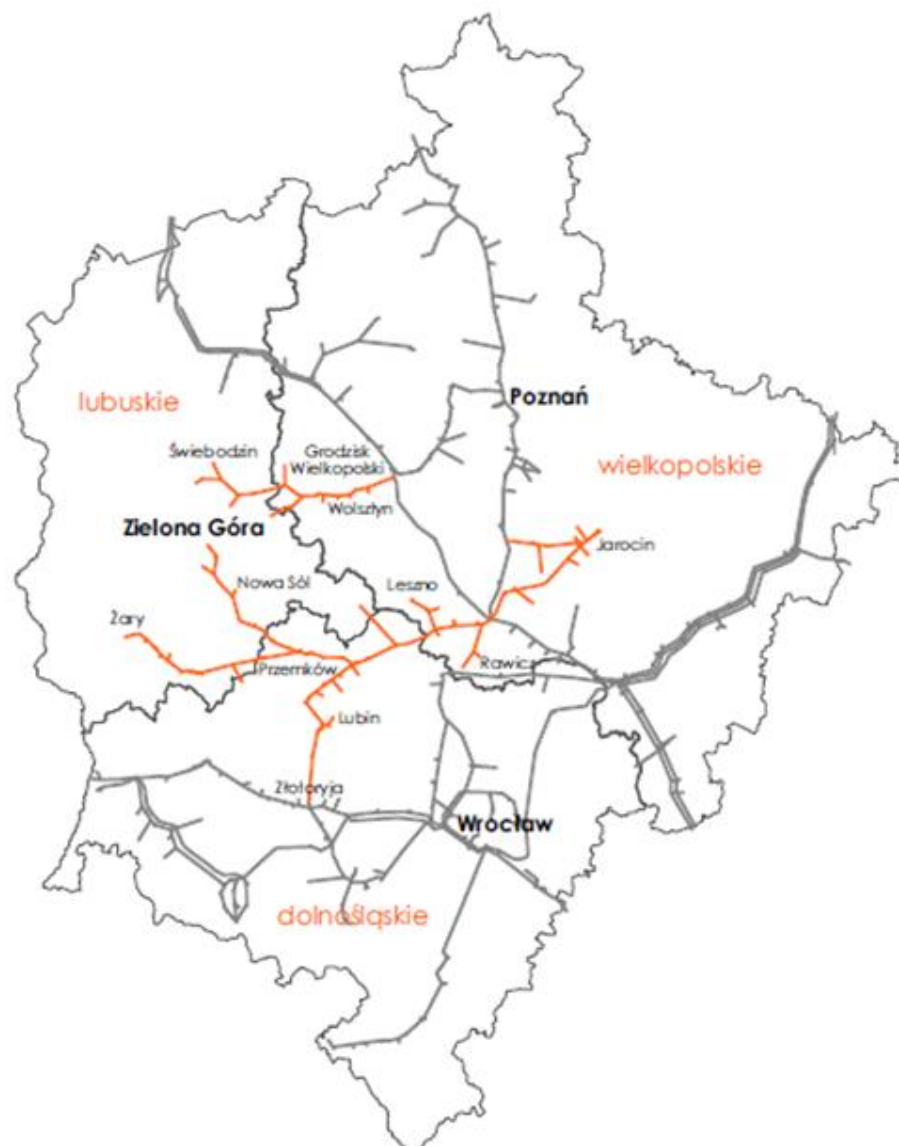 Poznań
lubuskie
Świebodzin
Grodzisk
Wielkopolski
wielkopolskie
Wolsztyn
Zielona Góra
Jarocin
Nowa Sól
Leszno
Żary
Przemków
Rawicz
Lubin
Złotoryja
Wrocław
dolnośląskie